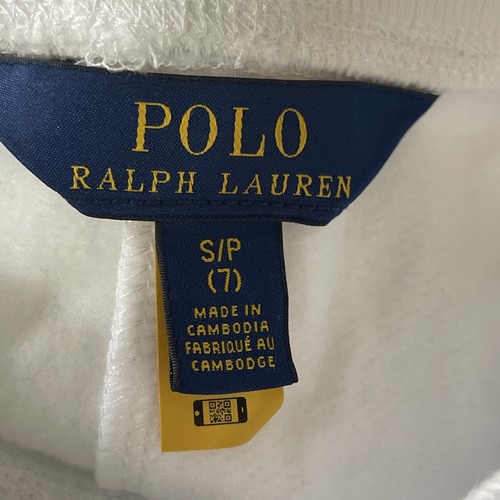 POLO
RALPH LAUREN
S/P
(7)
MADE IN
CAMBODIA
FABRIQUÉ AU
CAMBODGE